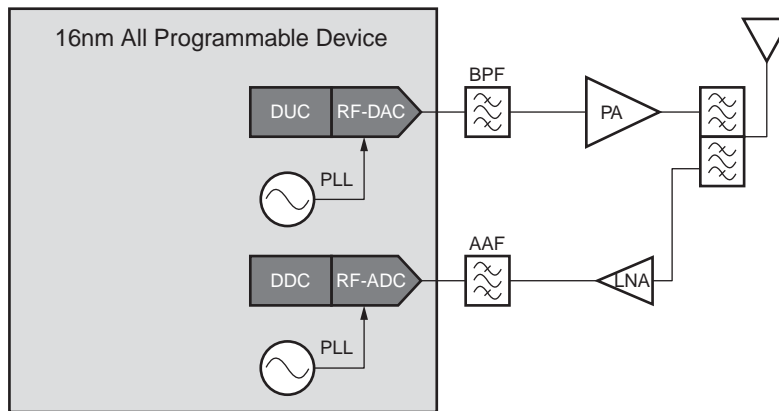 16nm All Programmable Device
BPF
DUC RF-DAC
PA
PLL
AAF
DDC RF-ADC
LNA
PLL